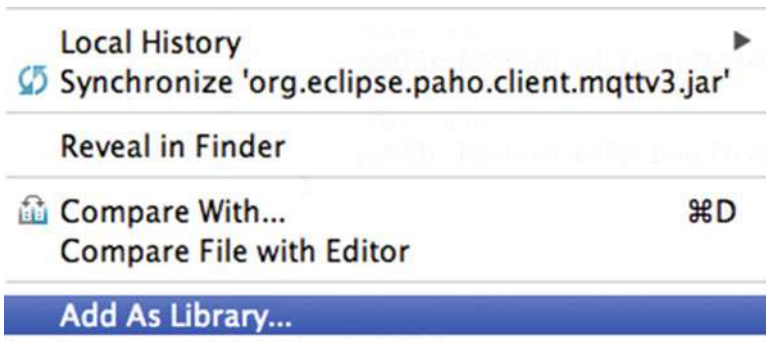 Local History
Synchronize 'org.eclipse.paho.client.mqttv3.jar'
Reveal in Finder
Compare With... ⌘D
Compare File with Editor
Add As Library...